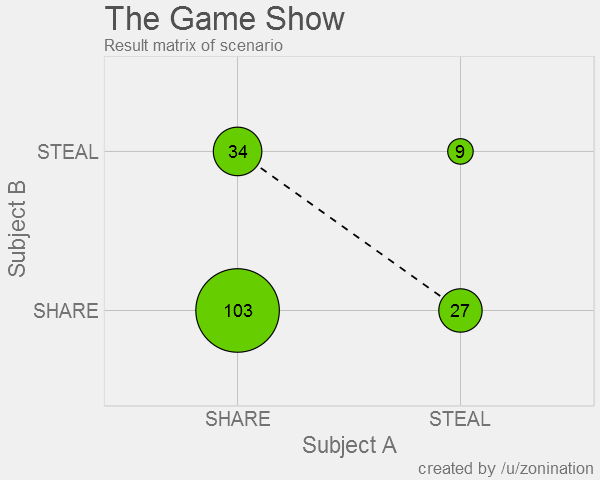 The Game Show
Result matrix of scenario
STEAL
34
9
Subject B
SHARE
103
27
SHARE
STEAL
Subject A
created by /u/zonination